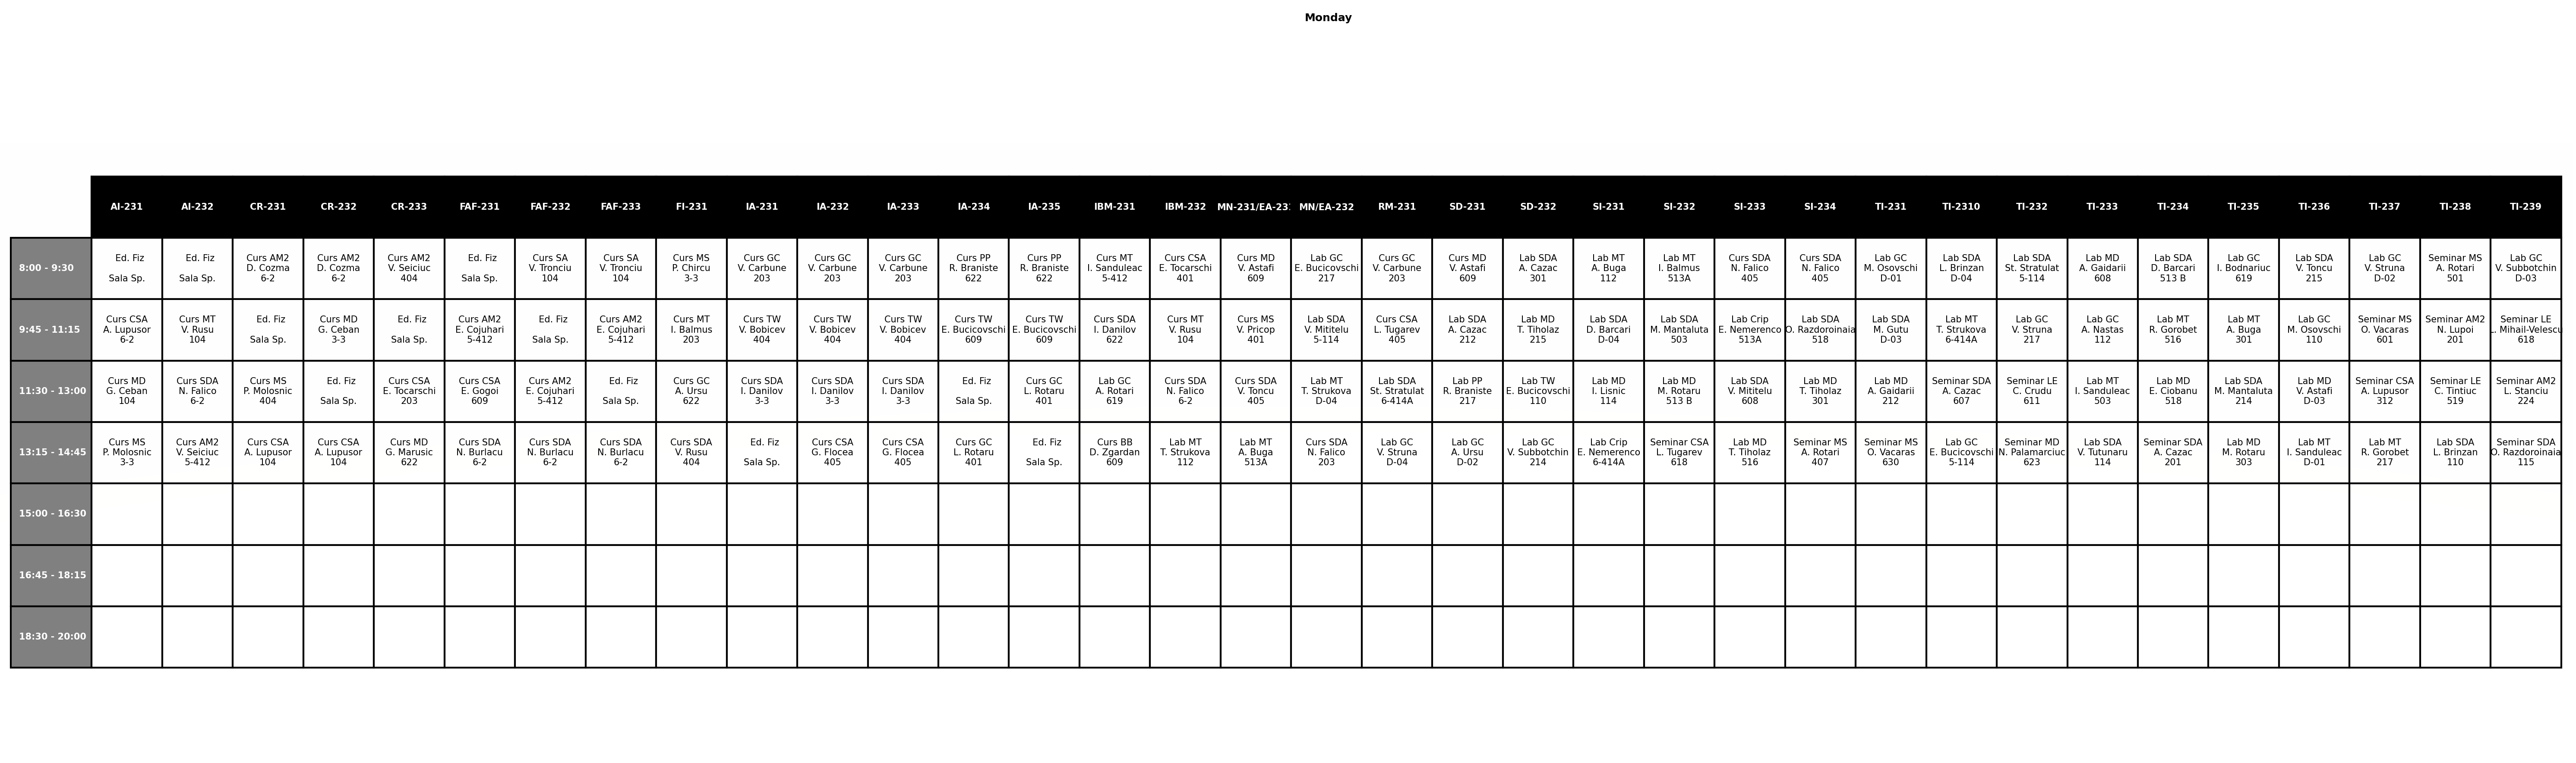 Monday
AI-231 AI-232 CR-231 CR-232 CR-233 FAF-231 FAF-232 FAF-233 FI-231 IA-231 IA-232 IA-233 IA-234 IA-235 IBM-231 IBM-232 MN-231/EA-231 MN/EA-232 RM-231 SD-231 SD-232 SI-231 SI-232 SI-233 SI-234 TI-231 TI-2310 TI-232 TI-233 TI-234 TI-235 TI-236 TI-237 TI-238 TI-239
Ed. Fiz Ed. Fiz Curs AM2 Curs AM2 Curs AM2 Ed. Fiz Curs SA Curs SA Curs MS Curs GC Curs GC Curs GC Curs PP Curs PP Curs MT Curs CSA Curs MD Lab GC Curs GC Curs MD Lab SDA Lab MT Lab MT Curs SDA Curs SDA Lab GC Lab SDA Lab SDA Lab MD Lab SDA Lab GC Lab SDA Lab GC Seminar MS Lab GC
8:00 - 9:30 D. Cozma D. Cozma V. Seiciuc V. Tronciu V. Tronciu P. Chircu V. Carbune V. Carbune V. Carbune R. Braniste R. Braniste I. Sanduleac E. Tocarschi V. Astafi E. Bucicovschi V. Carbune V. Astafi A. Cazac A. Buga I. Balmus N. Falico N. Falico M. Osovschi L. Brinzan St. Stratulat A. Gaidarii D. Barcari I. Bodnariuc V. Toncu V. Struna A. Rotari V. Subbotchin
Sala Sp. Sala Sp. 6-2 6-2 404 Sala Sp. 104 104 3-3 203 203 203 622 622 5-412 401 609 217 203 609 301 112 513A 405 405 D-01 D-04 5-114 608 513 B 619 215 D-02 501 D-03
Curs CSA Curs MT Ed. Fiz Curs MD Ed. Fiz Curs AM2 Ed. Fiz Curs AM2 Curs MT Curs TW Curs TW Curs TW Curs TW Curs TW Curs SDA Curs MT Curs MS Lab SDA Curs CSA Lab SDA Lab MD Lab SDA Lab SDA Lab Crip Lab SDA Lab SDA Lab MT Lab GC Lab GC Lab MT Lab MT Lab GC Seminar MS Seminar AM2 Seminar LE
9:45 - 11:15 A. Lupusor V. Rusu G. Ceban E. Cojuhari E. Cojuhari I. Balmus V. Bobicev V. Bobicev V. Bobicev E. Bucicovschi E. Bucicovschi I. Danilov V. Rusu V. Pricop V. Mititelu L. Tugarev A. Cazac T. Tiholaz D. Barcari M. Mantaluta E. Nemerenco O. Razdoroinaia M. Gutu T. Strukova V. Struna A. Nastas R. Gorobet A. Buga M. Osovschi O. Vacaras N. Lupoi L. Mihail-Velescu
6-2 104 Sala Sp. 3-3 Sala Sp. 5-412 Sala Sp. 5-412 203 404 404 404 609 609 622 104 401 5-114 405 212 215 D-04 503 513A 518 D-03 6-414A 217 112 516 301 110 601 201 618
Curs MD Curs SDA Curs MS Ed. Fiz Curs CSA Curs CSA Curs AM2 Ed. Fiz Curs GC Curs SDA Curs SDA Curs SDA Ed. Fiz Curs GC Lab GC Curs SDA Curs SDA Lab MT Lab SDA Lab PP Lab TW Lab MD Lab MD Lab SDA Lab MD Lab MD Seminar SDA Seminar LE Lab MT Lab MD Lab SDA Lab MD Seminar CSA Seminar LE Seminar AM2
11:30 - 13:00 G. Ceban N. Falico P. Molosnic E. Tocarschi E. Gogoi E. Cojuhari A. Ursu I. Danilov I. Danilov I. Danilov L. Rotaru A. Rotari N. Falico V. Toncu T. Strukova St. Stratulat R. Braniste E. Bucicovschi I. Lisnic M. Rotaru V. Mititelu T. Tiholaz A. Gaidarii A. Cazac C. Crudu I. Sanduleac E. Ciobanu M. Mantaluta V. Astafi A. Lupusor C. Tintiuc L. Stanciu
104 6-2 404 Sala Sp. 203 609 5-412 Sala Sp. 622 3-3 3-3 3-3 Sala Sp. 401 619 6-2 405 D-04 6-414A 217 110 114 513 B 608 301 212 607 611 503 518 214 D-03 312 519 224
Curs MS Curs AM2 Curs CSA Curs CSA Curs MD Curs SDA Curs SDA Curs SDA Curs SDA Ed. Fiz Curs CSA Curs CSA Curs GC Ed. Fiz Curs BB Lab MT Lab MT Curs SDA Lab GC Lab GC Lab GC Lab Crip Seminar CSA Lab MD Seminar MS Seminar MS Lab GC Seminar MD Lab SDA Seminar SDA Lab MD Lab MT Lab MT Lab SDA Seminar SDA
13:15 - 14:45 P. Molosnic V. Seiciuc A. Lupusor A. Lupusor G. Marusic N. Burlacu N. Burlacu N. Burlacu V. Rusu G. Flocea G. Flocea L. Rotaru D. Zgardan T. Strukova A. Buga N. Falico V. Struna A. Ursu V. Subbotchin E. Nemerenco L. Tugarev T. Tiholaz A. Rotari O. Vacaras E. Bucicovschi N. Palamarciuc V. Tutunaru A. Cazac M. Rotaru I. Sanduleac R. Gorobet L. Brinzan O. Razdoroinaia
3-3 5-412 104 104 622 6-2 6-2 6-2 404 Sala Sp. 405 405 401 Sala Sp. 609 112 513A 203 D-04 D-02 214 6-414A 618 516 407 630 5-114 623 114 201 303 D-01 217 110 115
15:00 - 16:30
16:45 - 18:15
18:30 - 20:00